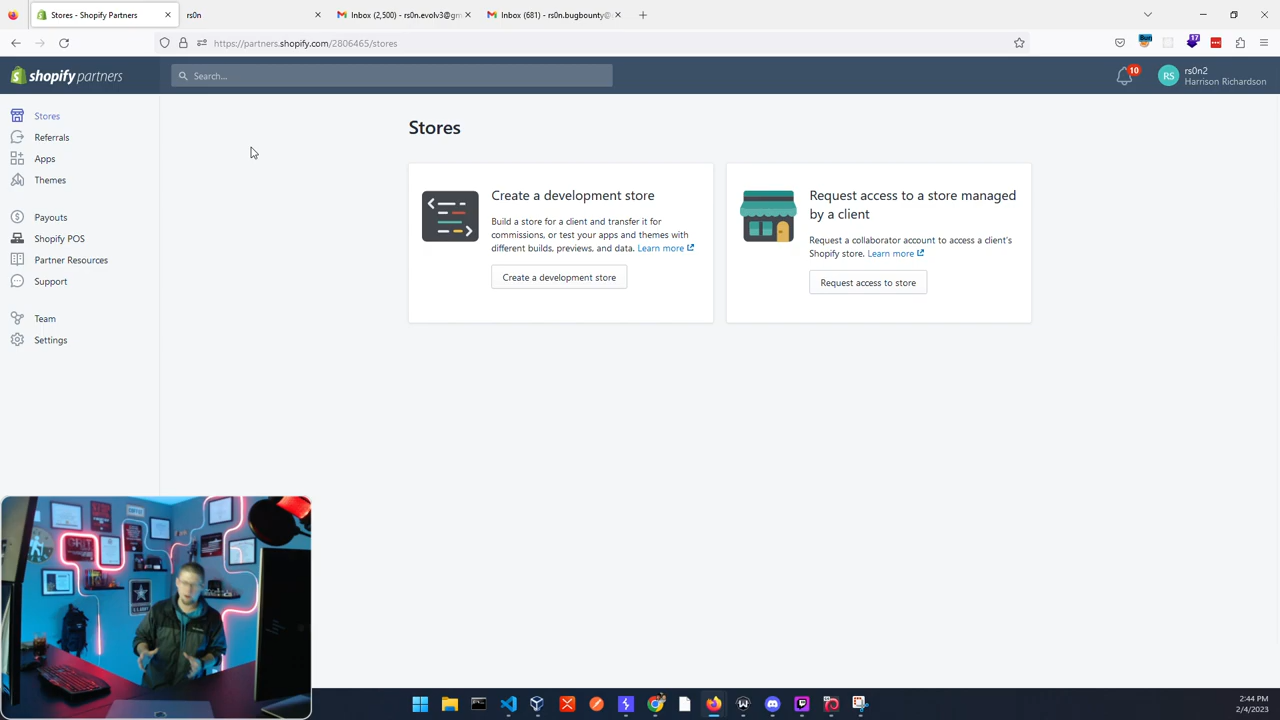 Stores - Shopify Partners
rs0n
Inbox (2,500) - rs0n.evolv3@gm
Inbox (681) - rs0n.bugbounty@
https://partners.shopify.com/2806465/stores
17
shopify partners
Search...
10
RS
rs0n2
Harrison Richardson
Stores
Referrals
Apps
Themes
Payouts
Shopify POS
Partner Resources
Support
Team
Settings
Stores
Create a development store
Build a store for a client and transfer it for
commissions, or test your apps and themes with
different builds, previews, and data. Learn more
Create a development store
Request access to a store managed
by a client
Request a collaborator account to access a client's
Shopify store. Learn more
Request access to store
2:44 PM
2/4/2023